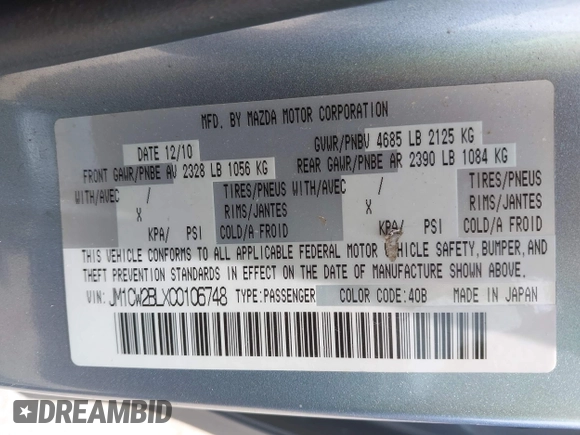 MFD. BY MAZDA MOTOR CORPORATION
DATE 12/10 GVWR/PNBV 4685 LB 2125 KG
FRONT GAWR/PNBE AV 2328 LB 1056 KG REAR GAWR/PNBE AR 2390 LB 1084 KG
WITH/AVEC / TIRES/PNEUS WITH/AVEC / TIRES/PNEUS
X RIMS/JANTES X RIMS/JANTES
KPA/ PSI COLD/A FROID KPA/ PSI COLD/A FROID
THIS VEHICLE CONFORMS TO ALL APPLICABLE FEDERAL MOTOR VEHICLE SAFETY, BUMPER, AND
THEFT PREVENTION STANDARDS IN EFFECT ON THE DATE OF MANUFACTURE SHOWN ABOVE.
VIN: JM1CW2BLXC0106748 TYPE:PASSENGER COLOR CODE: 40B MADE IN JAPAN
DREAMBID